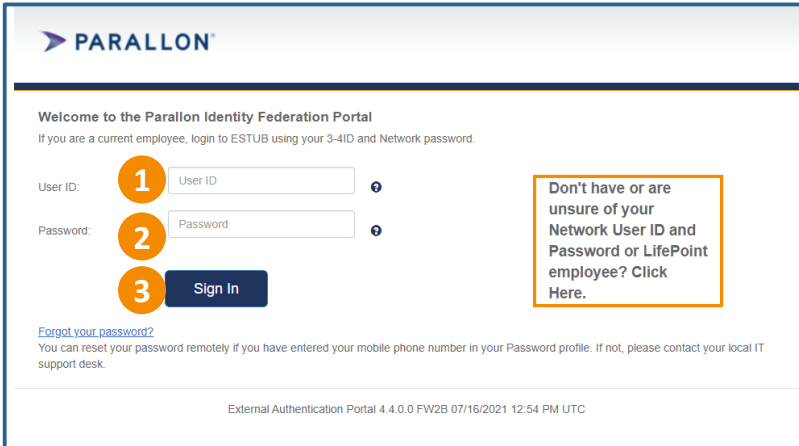 PARALLON
Welcome to the Parallon Identity Federation Portal
If you are a current employee, login to ESTUB using your 3-4ID and Network password.
User ID:
1
User ID
?
Password:
2
Password
?
3
Sign In
Don't have or are
unsure of your
Network User ID and
Password or LifePoint
employee? Click
Here.
Forgot your password?
You can reset your password remotely if you have entered your mobile phone number in your Password profile. If not, please contact your local IT
support desk.
External Authentication Portal 4.4.0.0 FW2B 07/16/2021 12:54 PM UTC